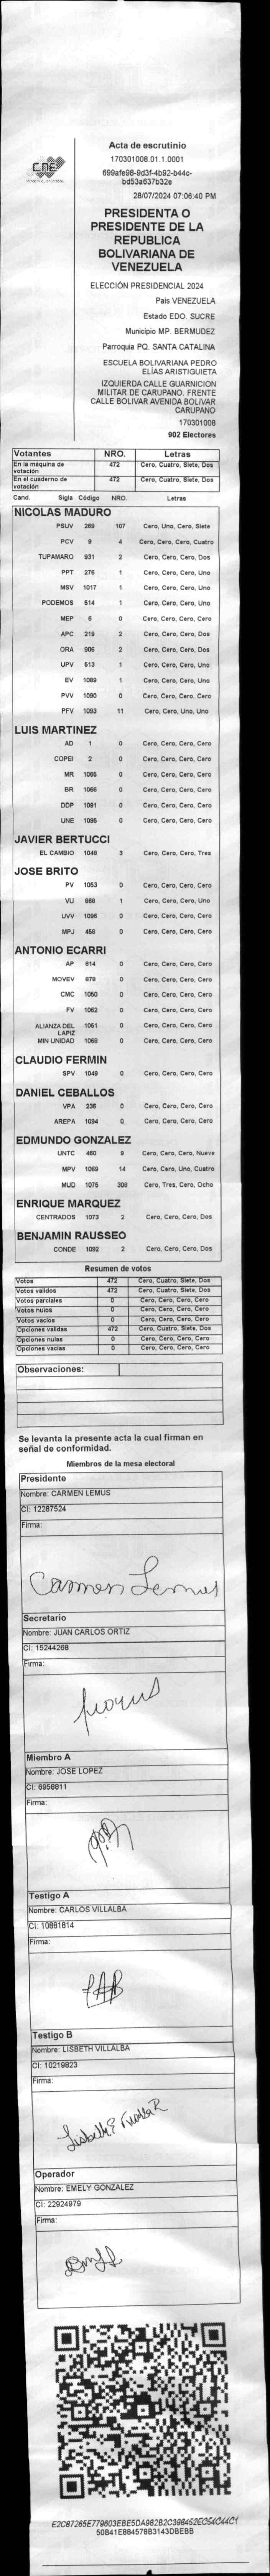 CNE
Acta de escrutinio
170301008.01.1.0001
699afe98-9d3f-4b92-b44c-
bd53a637b32e
28/07/2024 07:06:40 PM
PRESIDENTA O
PRESIDENTE DE LA
REPUBLICA
BOLIVARIANA DE
VENEZUELA
ELECCIÓN PRESIDENCIAL 2024
Pais VENEZUELA
Estado EDO. SUCRE
Municipio MP. BERMUDEZ
Parroquia PQ. SANTA CATALINA
ESCUELA BOLIVARIANA PEDRO
ELIAS ARISTIGUIETA
IZQUIERDA CALLE GUARNICION
MILITAR DE CARUPANO. FRENTE
CALLE BOLIVAR AVENIDA BOLIVAR
CARUPANO
170301008
902 Electores
Votantes NRO. Letras
En la máquina de votación 472 Cero, Cuatro, Siete, Dos
En el cuaderno de votación 472 Cero, Cuatro, Siete, Dos
Cand. Sigla Código NRO. Letras
NICOLAS MADURO
PSUV 269 107 Cero, Uno, Cero, Siete
PCV 9 4 Cero, Cero, Cero, Cuatro
TUPAMARO 931 2 Cero, Cero, Cero, Dos
PPT 276 1 Cero, Cero, Cero, Uno
MSV 1017 1 Cero, Cero, Cero, Uno
PODEMOS 514 1 Cero, Cero, Cero, Uno
MEP 6 0 Cero, Cero, Cero, Cero
APC 219 2 Cero, Cero, Cero, Dos
ORA 906 2 Cero, Cero, Cero, Dos
UPV 513 1 Cero, Cero, Cero, Uno
EV 1089 1 Cero, Cero, Cero, Uno
PVV 1090 0 Cero, Cero, Cero, Cero
PFV 1093 11 Cero, Cero, Uno, Uno
LUIS MARTINEZ
AD 1 0 Cero, Cero, Cero, Cero
COPEI 2 0 Cero, Cero, Cero, Cero
MR 1086 0 Cero, Cero, Cero, Cero
BR 1066 0 Cero, Cero, Cero, Cero
DDP 1091 0 Cero, Cero, Cero, Cero
UNE 1095 0 Cero, Cero, Cero, Cero
JAVIER BERTUCCI
EL CAMBIO 1048 3 Cero, Cero, Cero, Tres
JOSE BRITO
PV 1053 0 Cero, Cero, Cero, Cero
VU 868 1 Cero, Cero, Cero, Uno
UVV 1096 0 Cero, Cero, Cero, Cero
MPJ 456 0 Cero, Cero, Cero, Cero
ANTONIO ECARRI
AP 814 0 Cero, Cero, Cero, Cero
MOVEV 878 0 Cero, Cero, Cero, Cero
CMC 1050 0 Cero, Cero, Cero, Cero
FV 1062 0 Cero, Cero, Cero, Cero
ALIANZA DEL LAPIZ 1051 0 Cero, Cero, Cero, Cero
MIN UNIDAD 1068 0 Cero, Cero, Cero, Cero
CLAUDIO FERMIN
SPV 1049 0 Cero, Cero, Cero, Cero
DANIEL CEBALLOS
VPA 236 0 Cero, Cero, Cero, Cero
AREPA 1094 0 Cero, Cero, Cero, Cero
EDMUNDO GONZALEZ
UNTC 460 9 Cero, Cero, Cero, Nueve
MPV 1069 14 Cero, Cero, Uno, Cuatro
MUD 1075 308 Cero, Tres, Cero, Ocho
ENRIQUE MARQUEZ
CENTRADOS 1073 2 Cero, Cero, Cero, Dos
BENJAMIN RAUSSEO
CONDE 1092 2 Cero, Cero, Cero, Dos
Resumen de votos
Votos 472 Cero, Cuatro, Siete, Dos
Votos validos 472 Cero, Cuatro, Siete, Dos
Votos parciales 0 Cero, Cero, Cero, Cero
Votos nulos 0 Cero, Cero, Cero, Cero
Votos vacios 0 Cero, Cero, Cero, Cero
Opciones validas 472 Cero, Cuatro, Siete, Dos
Opciones nulas 0 Cero, Cero, Cero, Cero
Opciones vacias 0 Cero, Cero, Cero, Cero
Observaciones:
Se levanta la presente acta la cual firman en
señal de conformidad.
Miembros de la mesa electoral
Presidente
Nombre: CARMEN LEMUS
CI: 12287524
Firma:
Carmen Lemus
Secretario
Nombre: JUAN CARLOS ORTIZ
CI: 15244268
Firma:
Miembro A
Nombre: JOSE LOPEZ
CI: 6958811
Firma:
Testigo A
Nombre: CARLOS VILLALBA
CI: 10881814
Firma:
Testigo B
Nombre: LISBETH VILLALBA
CI: 10219823
Firma:
Operador
Nombre: EMELY GONZALEZ
CI: 22924979
Firma:
E2C87265E779603EBE5DA982B2C398452EC54C44C1
50B41E884578B3143DBEBB